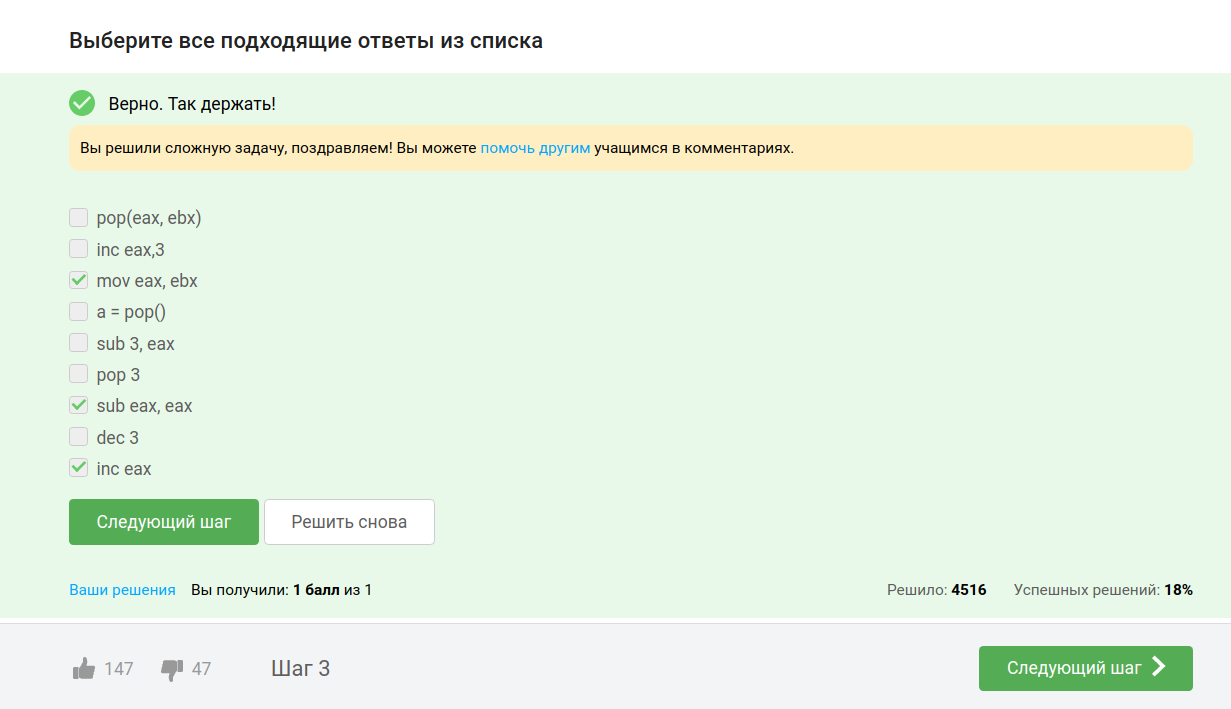 Выберите все подходящие ответы из списка
Верно. Так держать!
Вы решили сложную задачу, поздравляем! Вы можете помочь другим учащимся в комментариях.
pop(eax, ebx)
inc eax,3
mov eax, ebx
a = pop()
sub 3, eax
pop 3
sub eax, eax
dec 3
inc eax
Следующий шаг Решить снова
Ваши решения Вы получили: 1 балл из 1 Решило: 4516 Успешных решений: 18%
147 47 Шаг 3 Следующий шаг